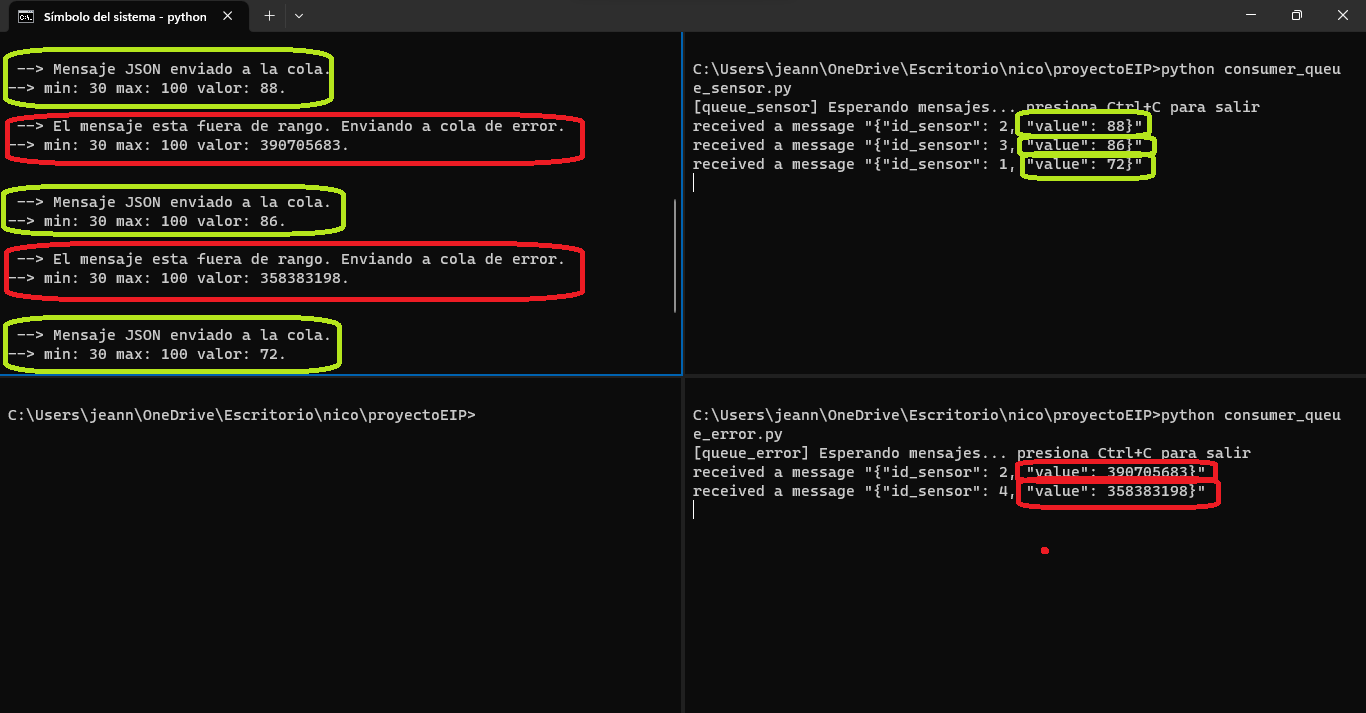 Símbolo del sistema - python
--> Mensaje JSON enviado a la cola.
--> min: 30 max: 100 valor: 88.
--> El mensaje esta fuera de rango. Enviando a cola de error.
--> min: 30 max: 100 valor: 390705683.
--> Mensaje JSON enviado a la cola.
--> min: 30 max: 100 valor: 86.
--> El mensaje esta fuera de rango. Enviando a cola de error.
--> min: 30 max: 100 valor: 358383198.
--> Mensaje JSON enviado a la cola.
--> min: 30 max: 100 valor: 72.
C:\Users\jeann\OneDrive\Escritorio\nico\proyectoEIP>python consumer_queu
e_sensor.py
[queue_sensor] Esperando mensajes... presiona Ctrl+C para salir
received a message "{"id_sensor": 2, "value": 88}"
received a message "{"id_sensor": 3, "value": 86}"
received a message "{"id_sensor": 1, "value": 72}"
C:\Users\jeann\OneDrive\Escritorio\nico\proyectoEIP>
C:\Users\jeann\OneDrive\Escritorio\nico\proyectoEIP>python consumer_queu
e_error.py
[queue_error] Esperando mensajes... presiona Ctrl+C para salir
received a message "{"id_sensor": 2, "value": 390705683}"
received a message "{"id_sensor": 4, "value": 358383198}"